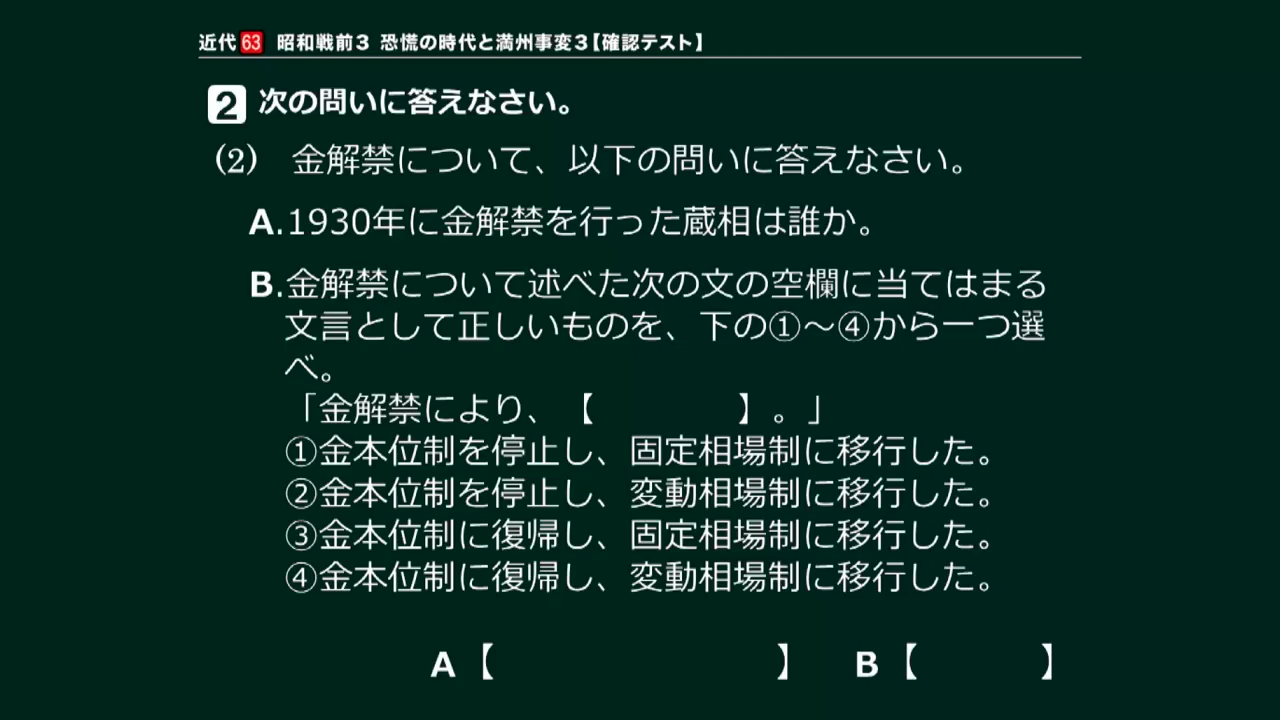 近代63 昭和戦前3 恐慌の時代と満州事変3【確認テスト】
2 次の問いに答えなさい。
(2) 金解禁について、以下の問いに答えなさい。
A.1930年に金解禁を行った蔵相は誰か。
B.金解禁について述べた次の文の空欄に当てはまる
文言として正しいものを、下の①～④から一つ選
べ。
「金解禁により、【　　　　】。」
①金本位制を停止し、固定相場制に移行した。
②金本位制を停止し、変動相場制に移行した。
③金本位制に復帰し、固定相場制に移行した。
④金本位制に復帰し、変動相場制に移行した。
A【　　　　　　　　】　B【　　　】